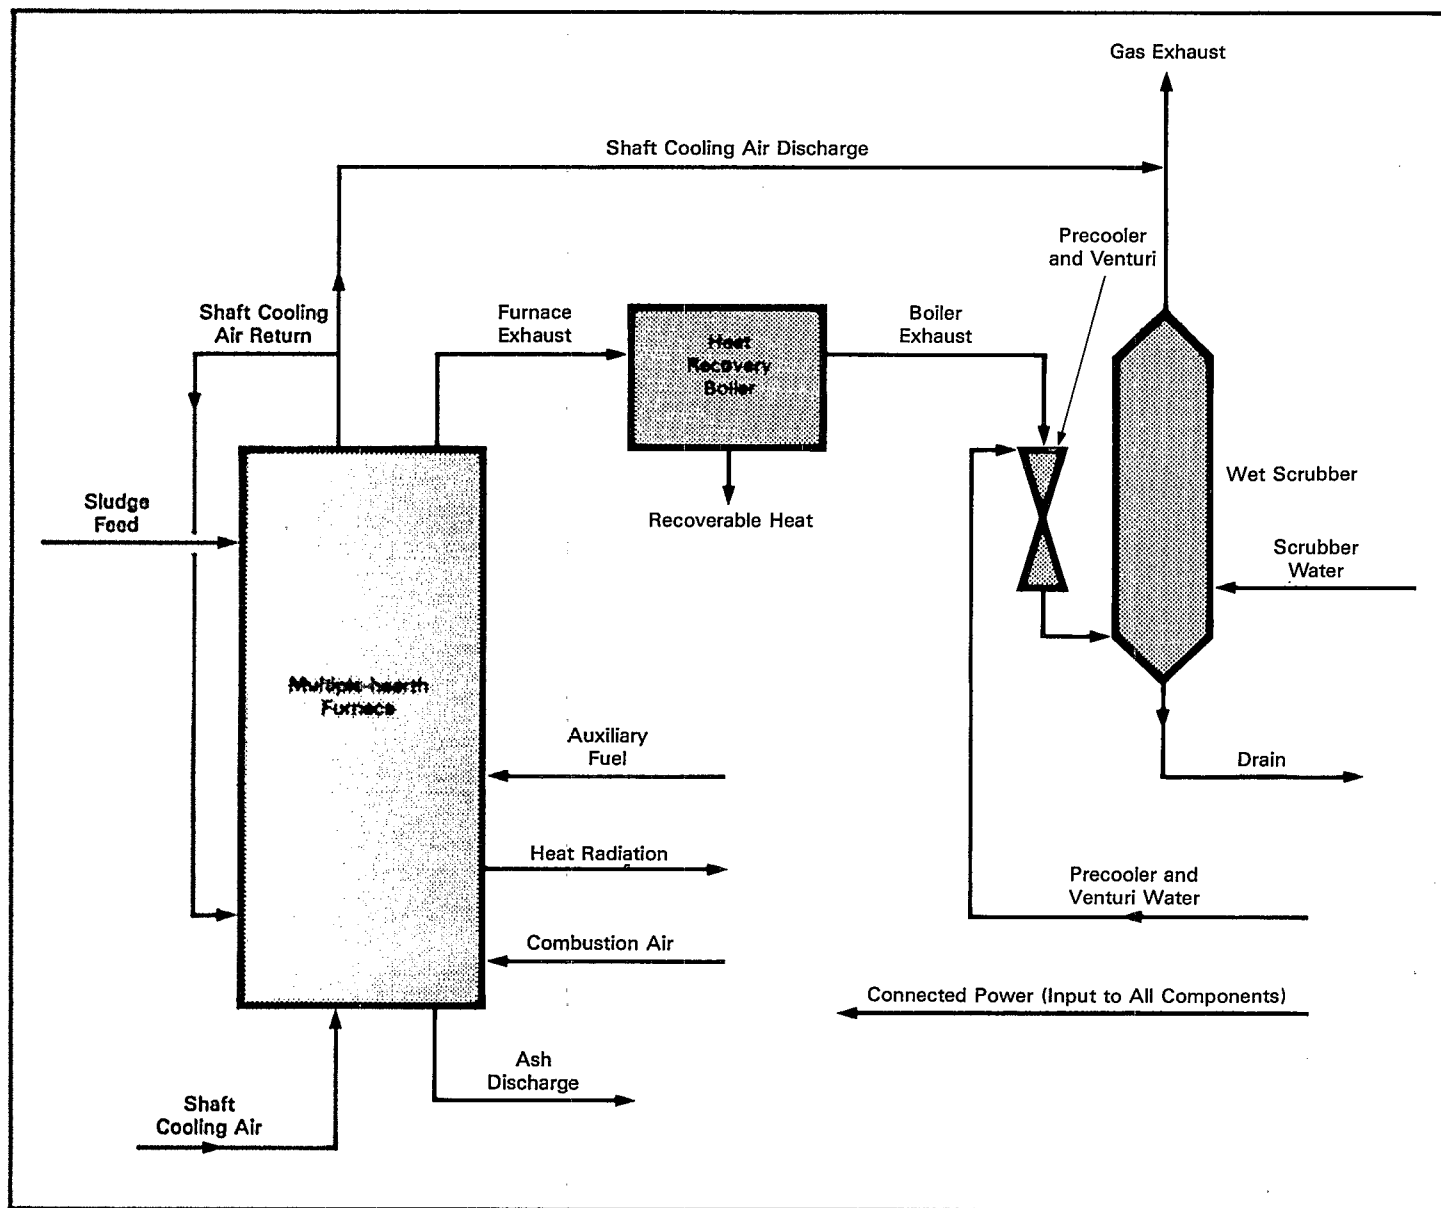 Gas Exhaust
Shaft Cooling Air Discharge
Precooler
and Venturi
Shaft Cooling
Air Return
Furnace
Exhaust
Heat
Recovery
Boiler
Boiler
Exhaust
Sludge
Feed
Recoverable Heat
Wet Scrubber
Scrubber
Water
Multiple-hearth
Furnace
Auxiliary
Fuel
Drain
Heat Radiation
Precooler and
Venturi Water
Combustion Air
Connected Power (Input to All Components)
Ash
Discharge
Shaft
Cooling Air